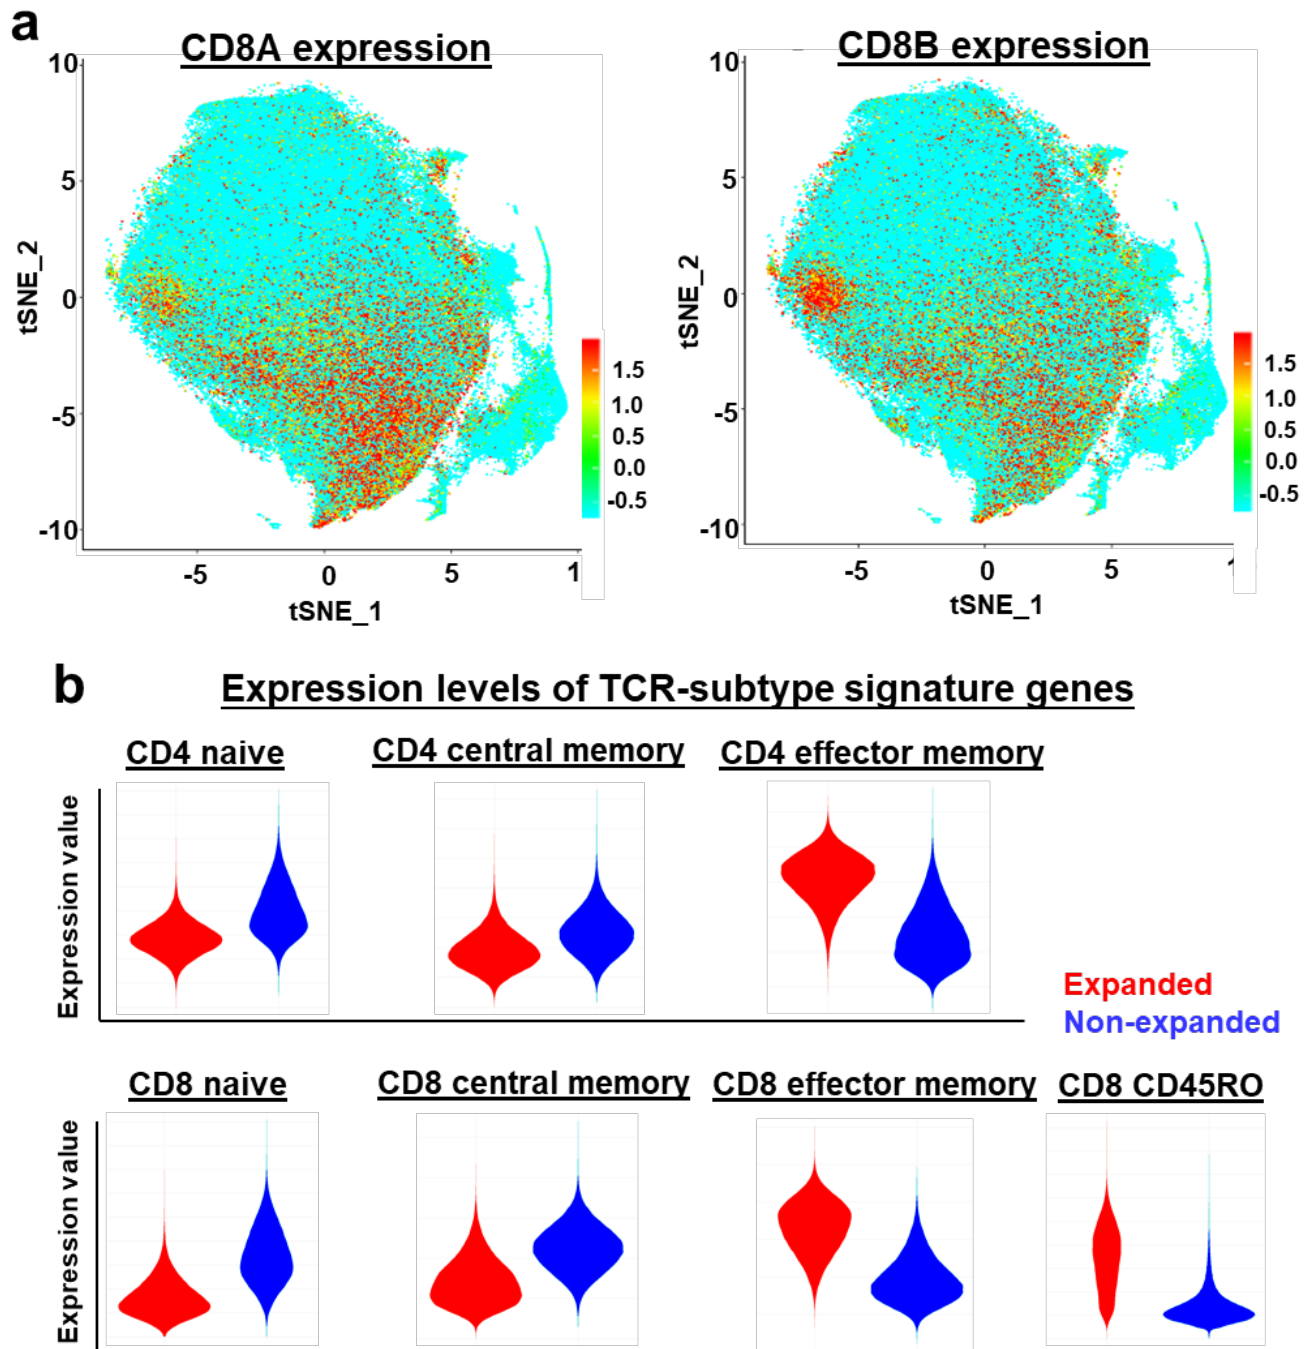 a
CD8A expression
CD8B expression
10
5
0
-5
-10
tSNE_2
-5
0
5
1
tSNE_1
1.5
1.0
0.5
0.0
-0.5
10
5
0
-5
-10
tSNE_2
-5
0
5
tSNE_1
1.5
1.0
0.5
0.0
-0.5
b
Expression levels of TCR-subtype signature genes
CD4 naive
CD4 central memory
CD4 effector memory
Expression value
Expanded
Non-expanded
CD8 naive
CD8 central memory
CD8 effector memory
CD8 CD45RO
Expression value